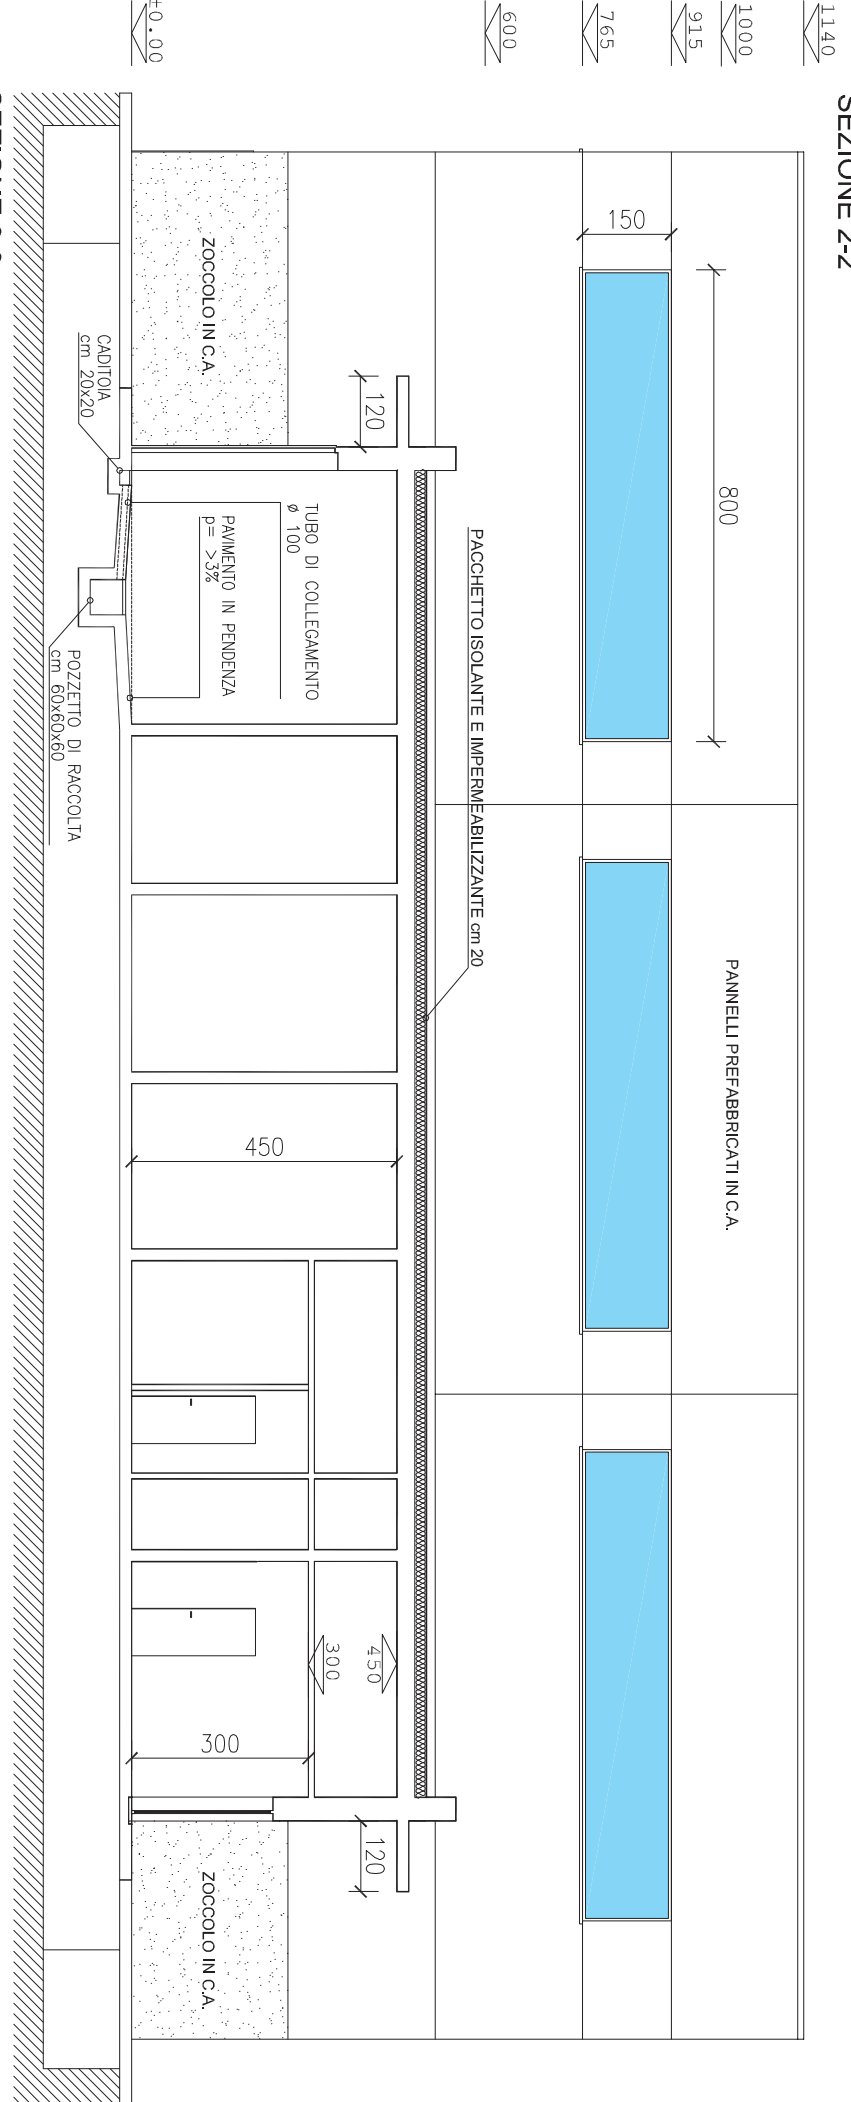 SEZIONE 2-2
1140
1000
915
765
600
±0.00
800
150
PANNELLI PREFABBRICATI IN C.A.
PACCHETTO ISOLANTE E IMPERMEABILIZZANTE cm 20
120
120
450
300
450
300
ZOCCOLO IN C.A.
ZOCCOLO IN C.A.
TUBO DI COLLEGAMENTO
ø 100
PAVIMENTO IN PENDENZA
p= >3%
CADITOIA
cm 20x20
POZZETTO DI RACCOLTA
cm 60x60x60